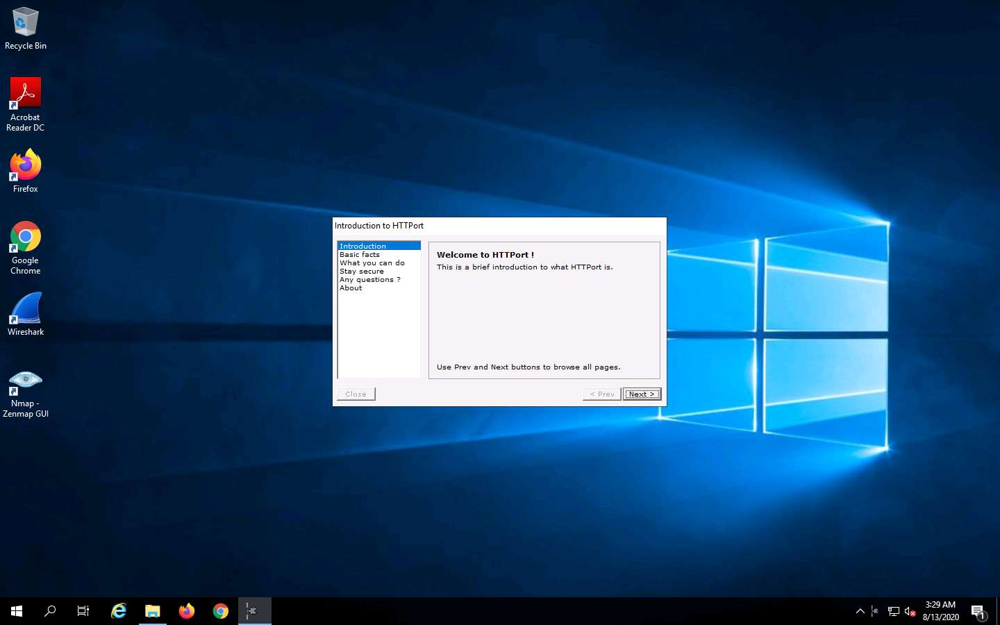 Recycle Bin
Acrobat
Reader DC
Firefox
Google
Chrome
Wireshark
Nmap -
Zenmap GUI
Introduction to HTTPort
Introduction
Basic facts
What you can do
Stay secure
Any questions ?
About
Welcome to HTTPort !
This is a brief introduction to what HTTPort is.
Use Prev and Next buttons to browse all pages.
Close
< Prev
Next >
3:29 AM
8/13/2020
1